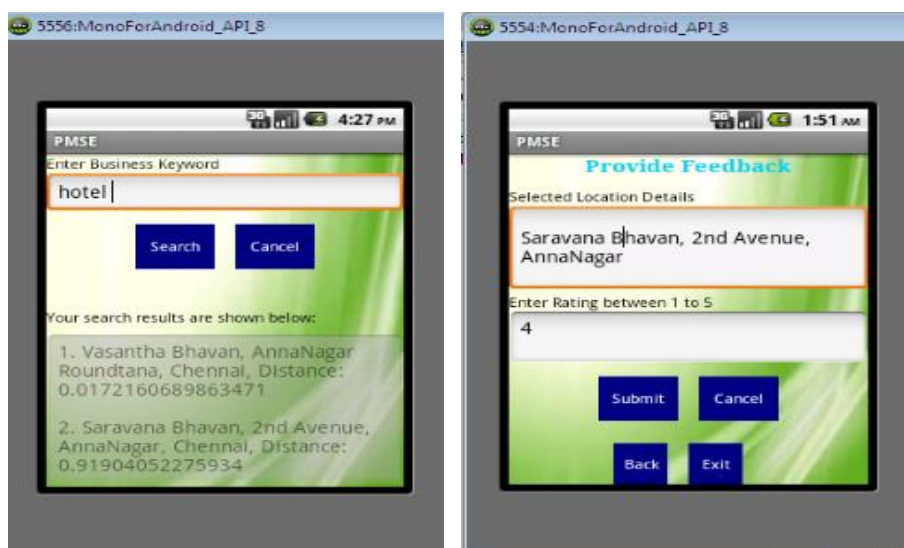 5556:MonoForAndroid_API_8
3G 4:27 PM
PMSE
Enter Business Keyword
hotel
Search Cancel
Your search results are shown below:
1. Vasantha Bhavan, AnnaNagar
Roundtana, Chennai, Distance:
0.0172160689863471
2. Saravana Bhavan, 2nd Avenue,
AnnaNagar, Chennai, Distance:
0.91904052275934
5554:MonoForAndroid_API_8
3G 1:51 AM
PMSE
Provide Feedback
Selected Location Details
Saravana Bhavan, 2nd Avenue,
AnnaNagar
Enter Rating between 1 to 5
4
Submit Cancel
Back Exit